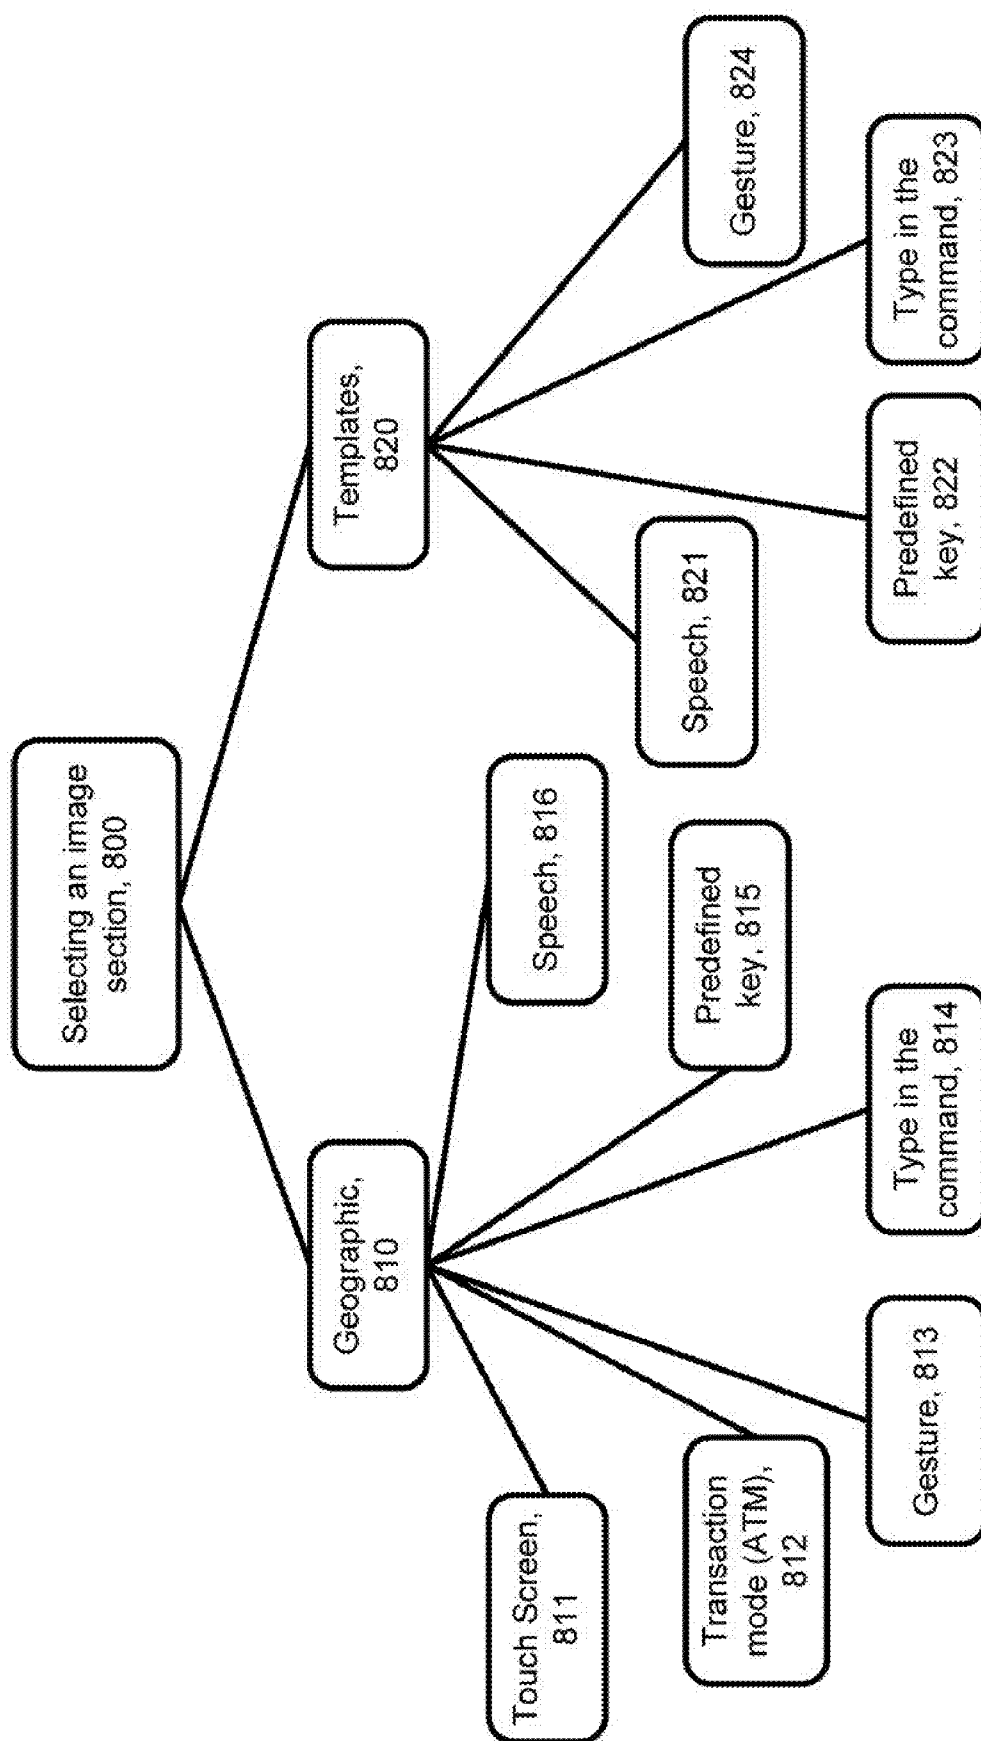 Selecting an image
section, 800
Geographic,
810
Templates,
820
Touch Screen,
811
Transaction
mode (ATM),
812
Gesture, 813
Type in the
command, 814
Predefined
key, 815
Speech, 816
Speech, 821
Predefined
key, 822
Type in the
command, 823
Gesture, 824